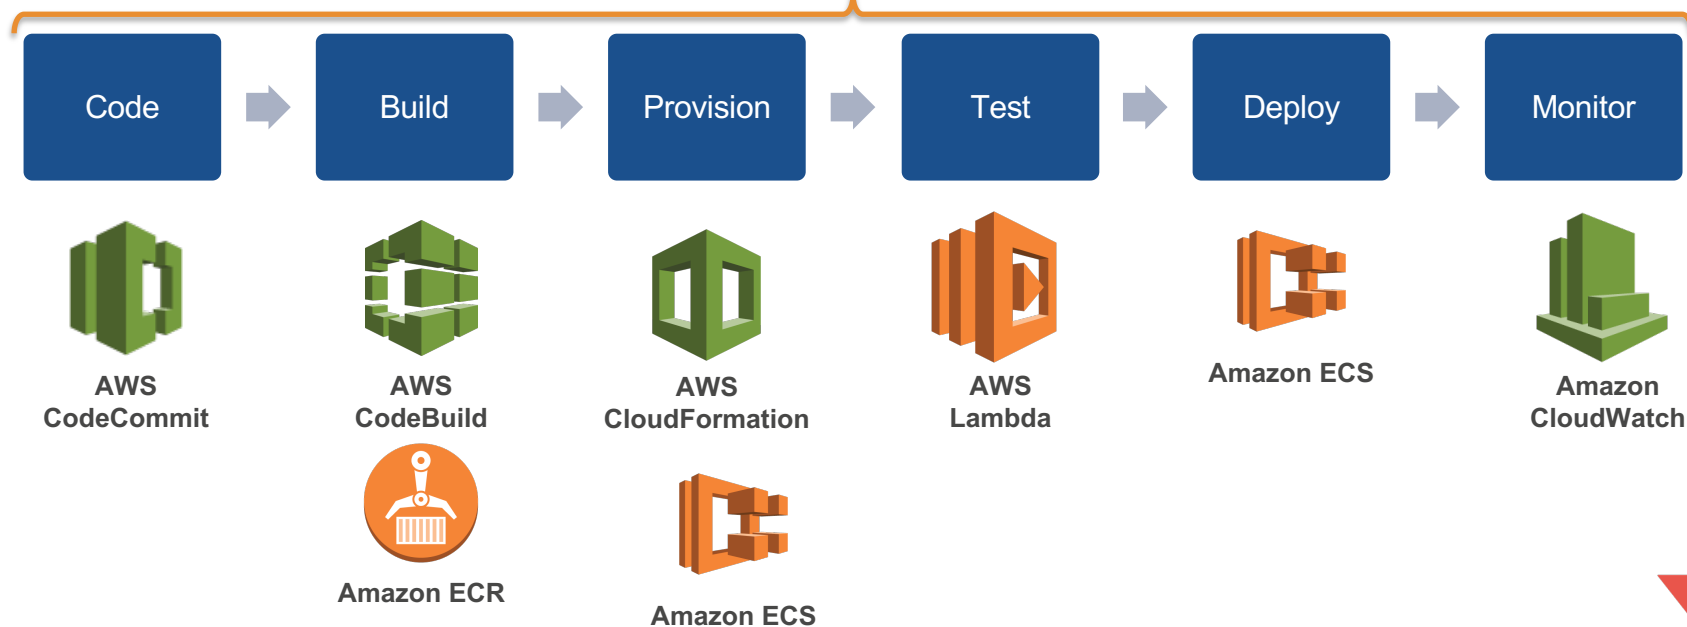 Code
Build
Provision
Test
Deploy
Monitor
AWS
CodeCommit
AWS
CodeBuild
AWS
CloudFormation
AWS
Lambda
Amazon ECS
Amazon
CloudWatch
Amazon ECR
Amazon ECS